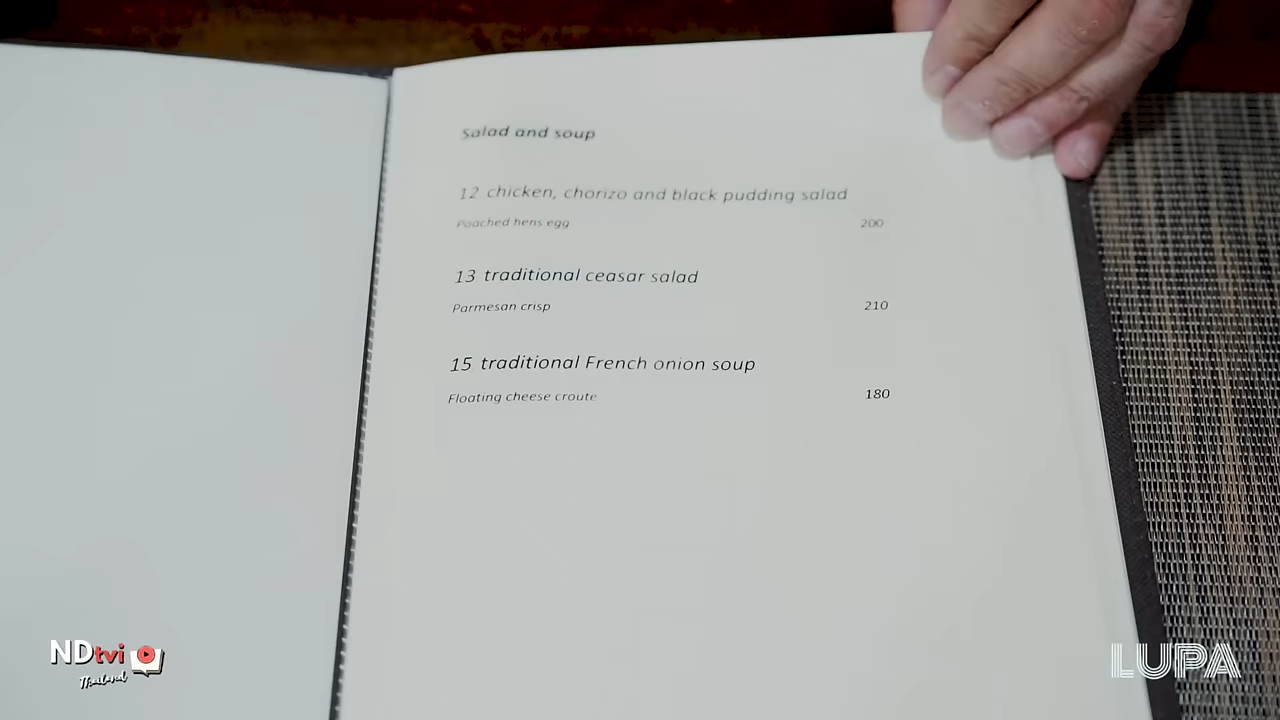 Salad and soup
12 chicken, chorizo and black pudding salad
Poached hens egg 200
13 traditional ceasar salad
Parmesan crisp 210
15 traditional French onion soup
Floating cheese croute 180
NDtvi
Thailand
LUPA